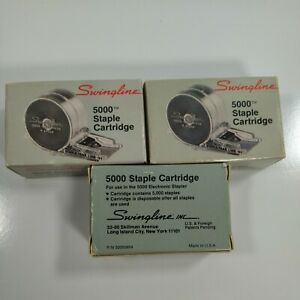 Swingline
5000™
Staple
Cartridge
Swingline
5000™
Staple
Cartridge
5000 Staple Cartridge
For use in the 5000 Electronic Stapler
• Cartridge contains 5,000 staples
• Cartridge is disposable after all staples
are used
Swingline INC.
32-00 Skillman Avenue
Long Island City, New York 11101
U.S. & Foreign
Patents Pending
P/N
Made in U.S.A.